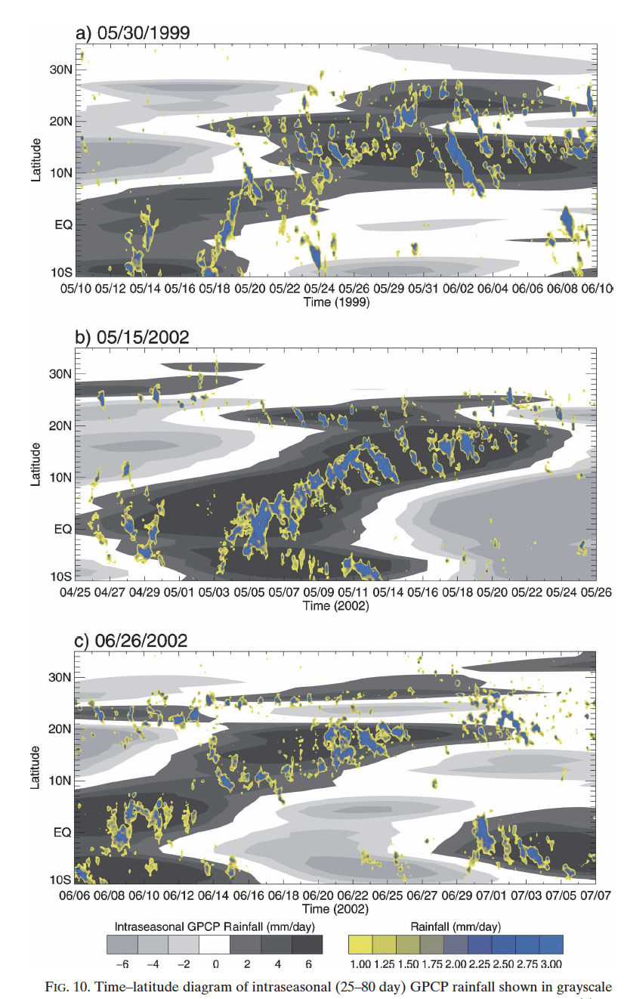 a) 05/30/1999
30N
20N
10N
EQ
10S
Latitude
05/10 05/12 05/14 05/16 05/18 05/20 05/22 05/24 05/26 05/29 05/31 06/02 06/04 06/06 06/08 06/10
Time (1999)
b) 05/15/2002
30N
20N
10N
EQ
10S
Latitude
04/25 04/27 04/29 05/01 05/03 05/05 05/07 05/09 05/11 05/14 05/16 05/18 05/20 05/22 05/24 05/26
Time (2002)
c) 06/26/2002
30N
20N
10N
EQ
10S
Latitude
06/06 06/08 06/10 06/12 06/14 06/16 06/18 06/20 06/22 06/25 06/27 06/29 07/01 07/03 07/05 07/07
Time (2002)
Intraseasonal GPCP Rainfall (mm/day)
−6 −4 −2 0 2 4 6
Rainfall (mm/day)
1.00 1.25 1.50 1.75 2.00 2.25 2.50 2.75 3.00
FIG. 10. Time–latitude diagram of intraseasonal (25–80 day) GPCP rainfall shown in grayscale